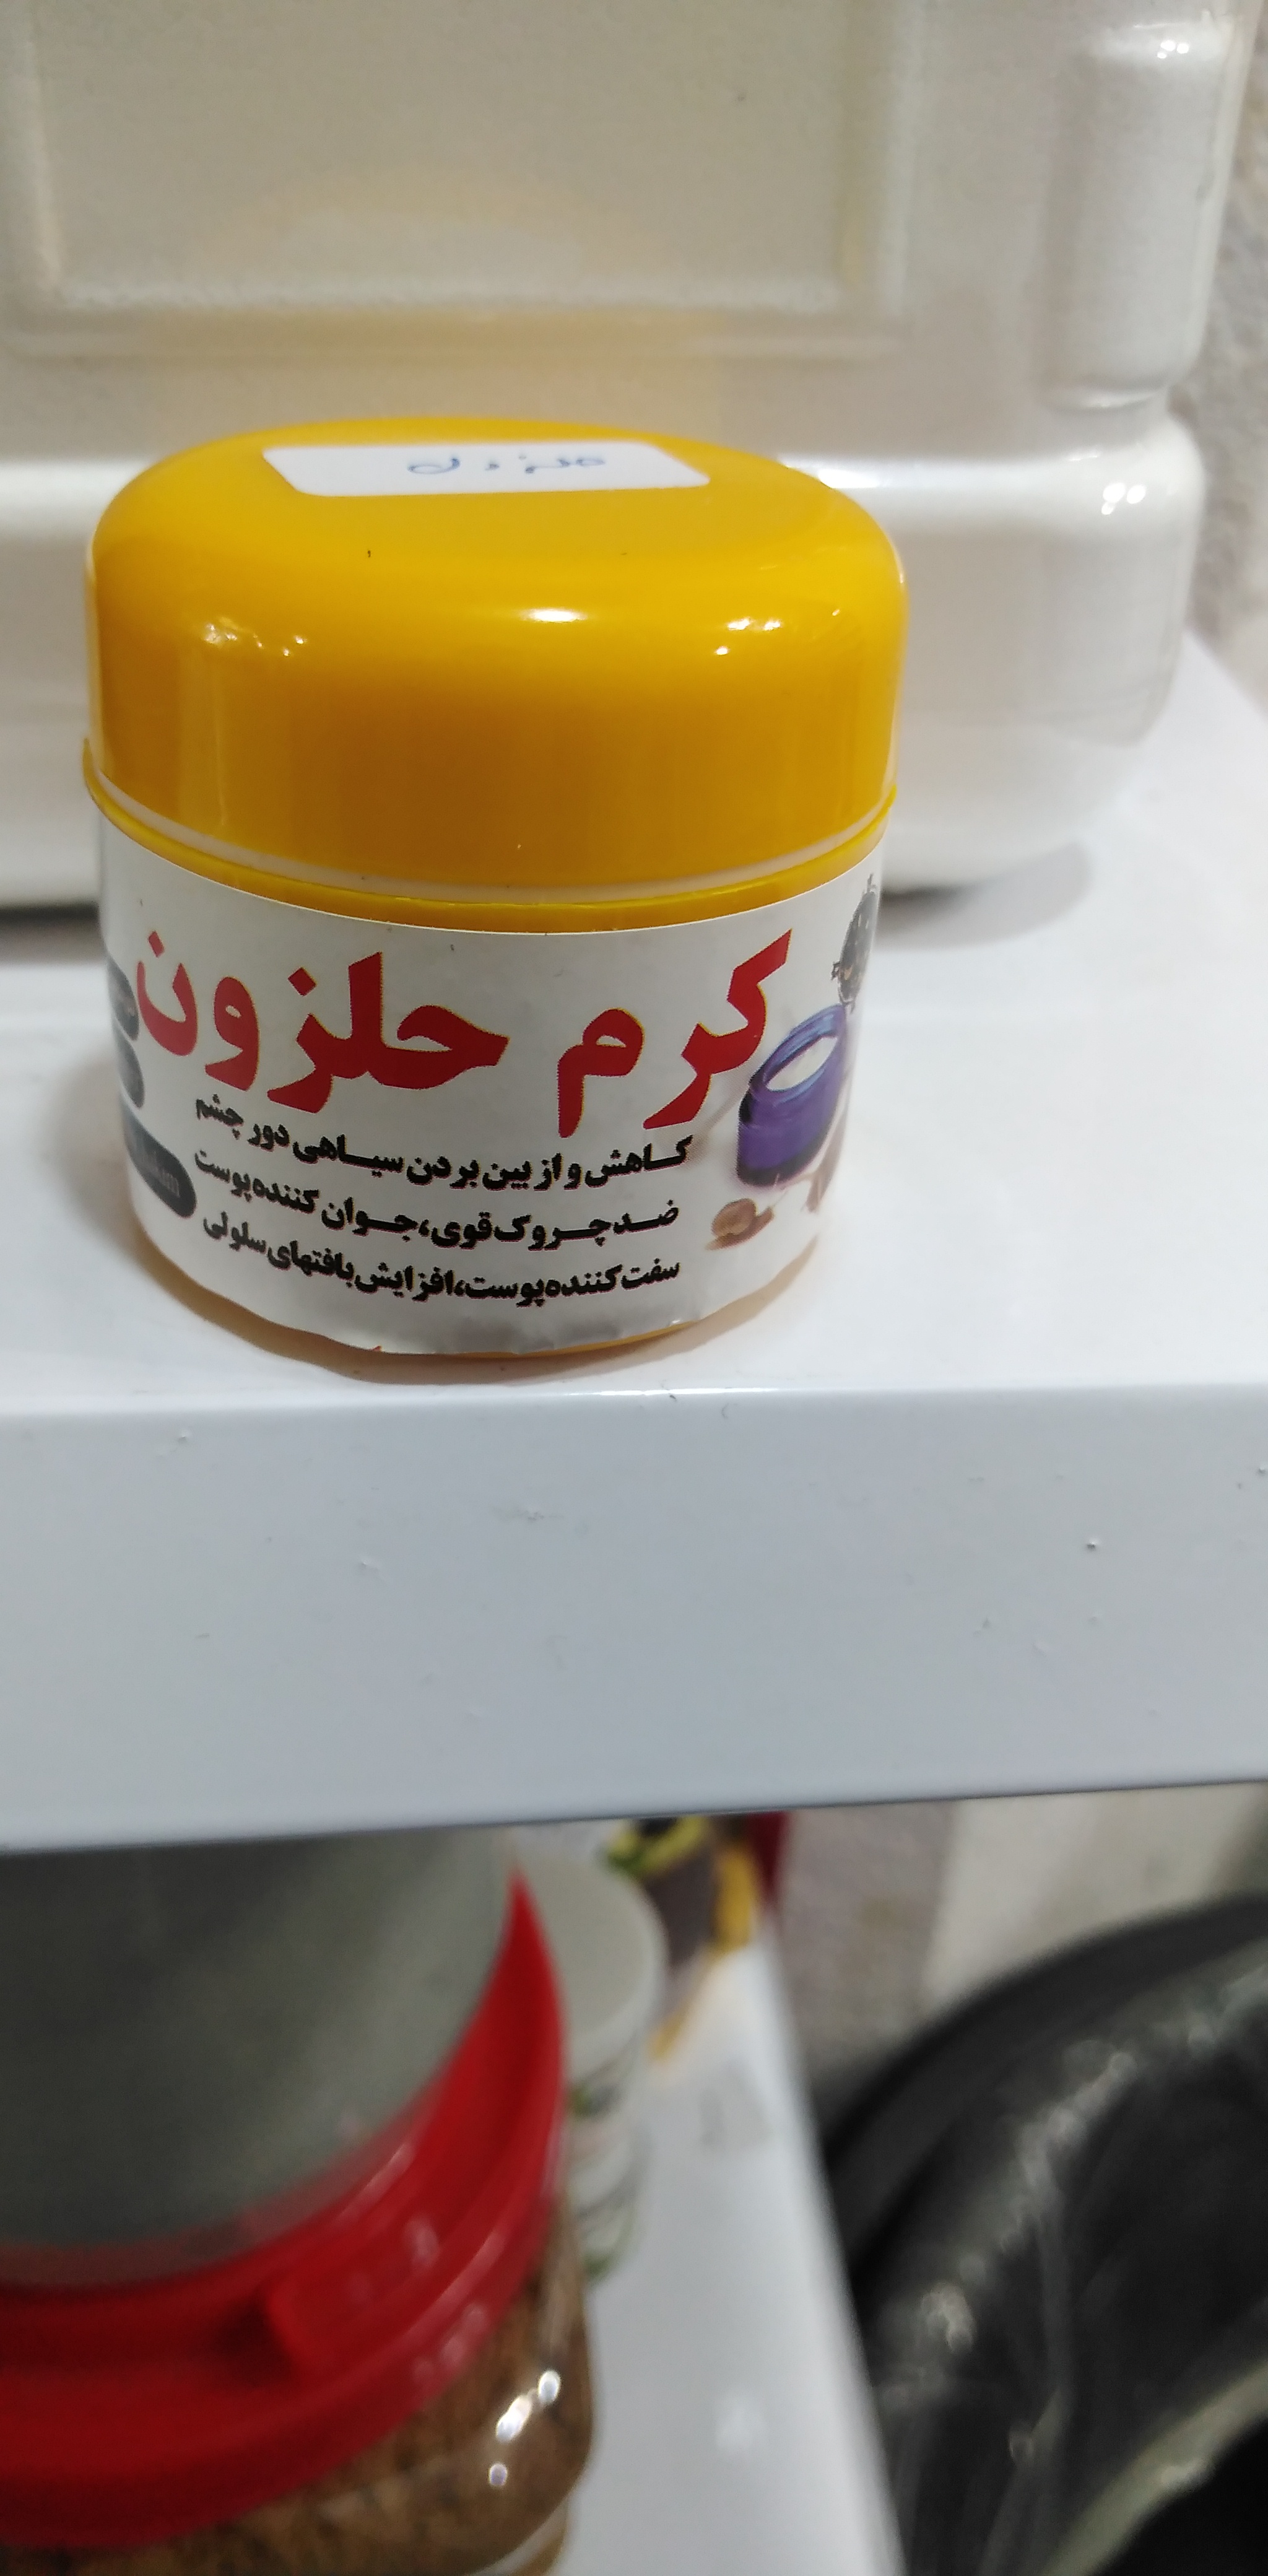 حلزون
کرم حلزون
کاهش و از بین بردن سیاهی دور چشم
ضد چروک قوی، جوان کننده پوست
سفت کننده پوست، افزایش بافتهای سلولی